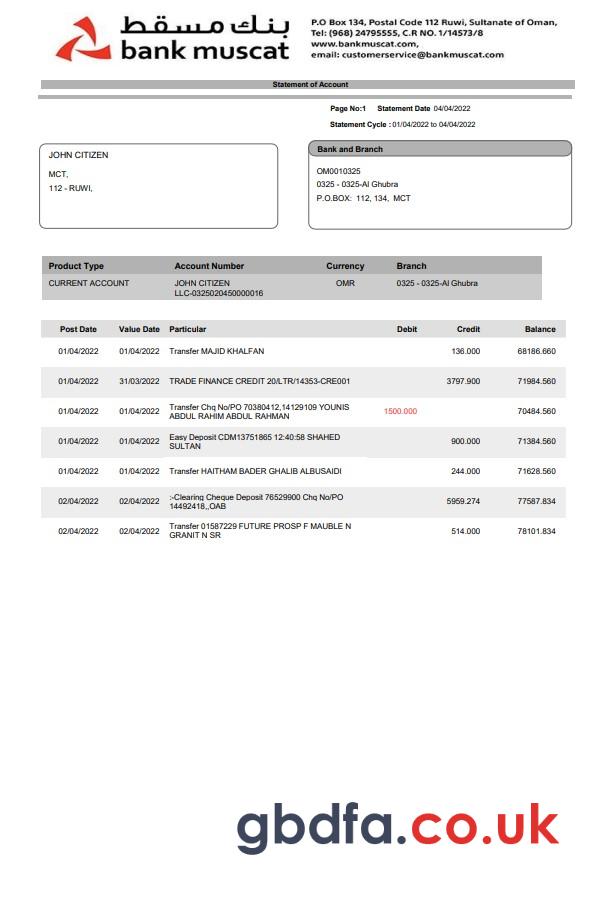 بنك مسقط
bank muscat
P.O Box 134, Postal Code 112 Ruwi, Sultanate of Oman,
Tel: (968) 24795555, C.R NO. 1/14573/8
www.bankmuscat.com,
email: customerservice@bankmuscat.com
Statement of Account
Page No:1 Statement Date 04/04/2022
Statement Cycle : 01/04/2022 to 04/04/2022
JOHN CITIZEN
MCT,
112 - RUWI,
Bank and Branch
OM0010325
0325 - 0325-Al Ghubra
P.O.BOX: 112, 134, MCT
Product Type Account Number Currency Branch
CURRENT ACCOUNT JOHN CITIZEN OMR 0325 - 0325-Al Ghubra
LLC-0325020450000016
Post Date Value Date Particular Debit Credit Balance
01/04/2022 01/04/2022 Transfer MAJID KHALFAN 136.000 68186.660
01/04/2022 31/03/2022 TRADE FINANCE CREDIT 20/LTR/14353-CRE001 3797.900 71984.560
01/04/2022 01/04/2022 Transfer Chq No/PO 70380412,14129109 YOUNIS
ABDUL RAHIM ABDUL RAHMAN 1500.000 70484.560
01/04/2022 01/04/2022 Easy Deposit CDM13751865 12:40:58 SHAHED
SULTAN 900.000 71384.560
01/04/2022 01/04/2022 Transfer HAITHAM BADER GHALIB ALBUSAIDI 244.000 71628.560
02/04/2022 02/04/2022 :-Clearing Cheque Deposit 76529900 Chq No/PO
14492418,,OAB 5959.274 77587.834
02/04/2022 02/04/2022 Transfer 01587229 FUTURE PROSP F MAUBLE N
GRANIT N SR 514.000 78101.834
gbdfa.co.uk